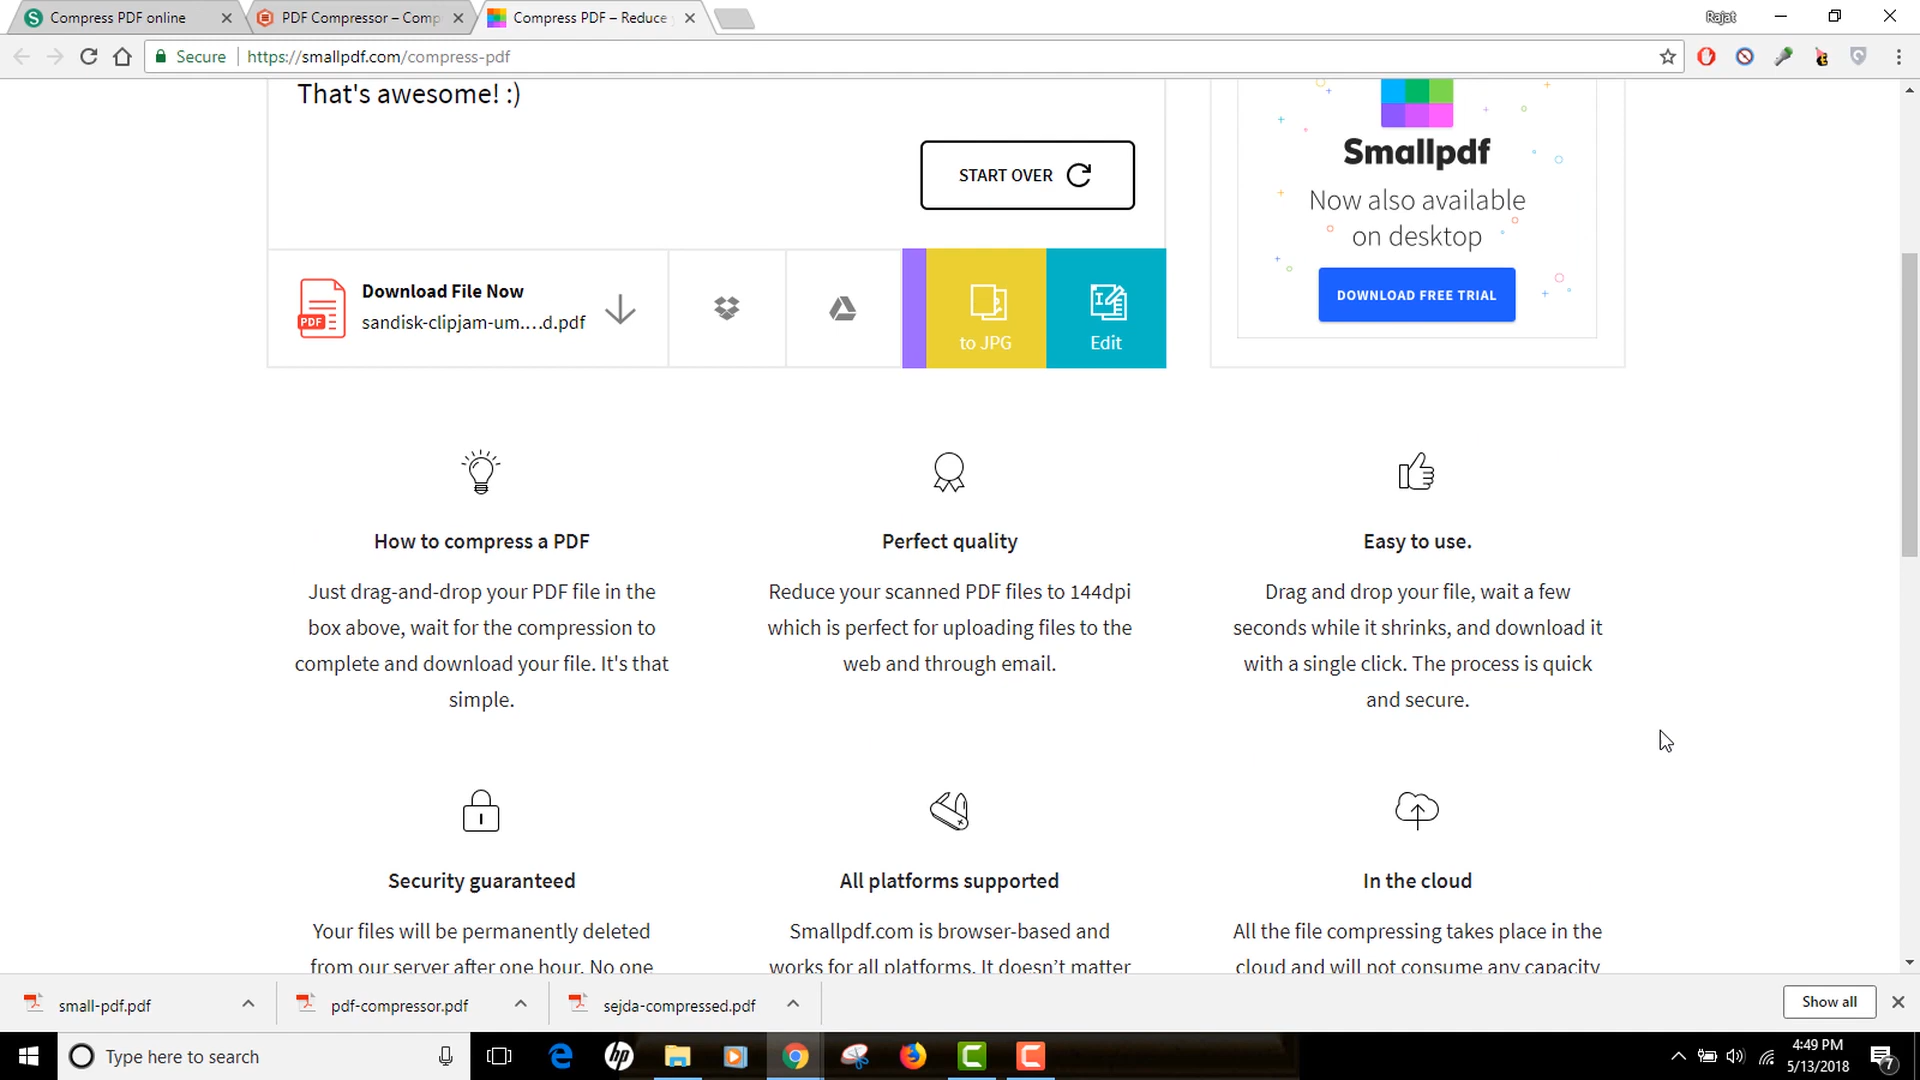 Compress PDF online
PDF Compressor – Comp
Compress PDF – Reduce
Rajat
Secure
https://smallpdf.com/compress-pdf
That's awesome! :)
START OVER
Download File Now
sandisk-clipjam-um....d.pdf
PDF
to JPG
Edit
Smallpdf
Now also available
on desktop
DOWNLOAD FREE TRIAL
How to compress a PDF
Just drag-and-drop your PDF file in the
box above, wait for the compression to
complete and download your file. It's that
simple.
Perfect quality
Reduce your scanned PDF files to 144dpi
which is perfect for uploading files to the
web and through email.
Easy to use.
Drag and drop your file, wait a few
seconds while it shrinks, and download it
with a single click. The process is quick
and secure.
Security guaranteed
Your files will be permanently deleted
from our server after one hour. No one
All platforms supported
Smallpdf.com is browser-based and
works for all platforms. It doesn’t matter
In the cloud
All the file compressing takes place in the
cloud and will not consume any capacity
small-pdf.pdf
pdf-compressor.pdf
sejda-compressed.pdf
Show all
Type here to search
hp
4:49 PM
5/13/2018
7